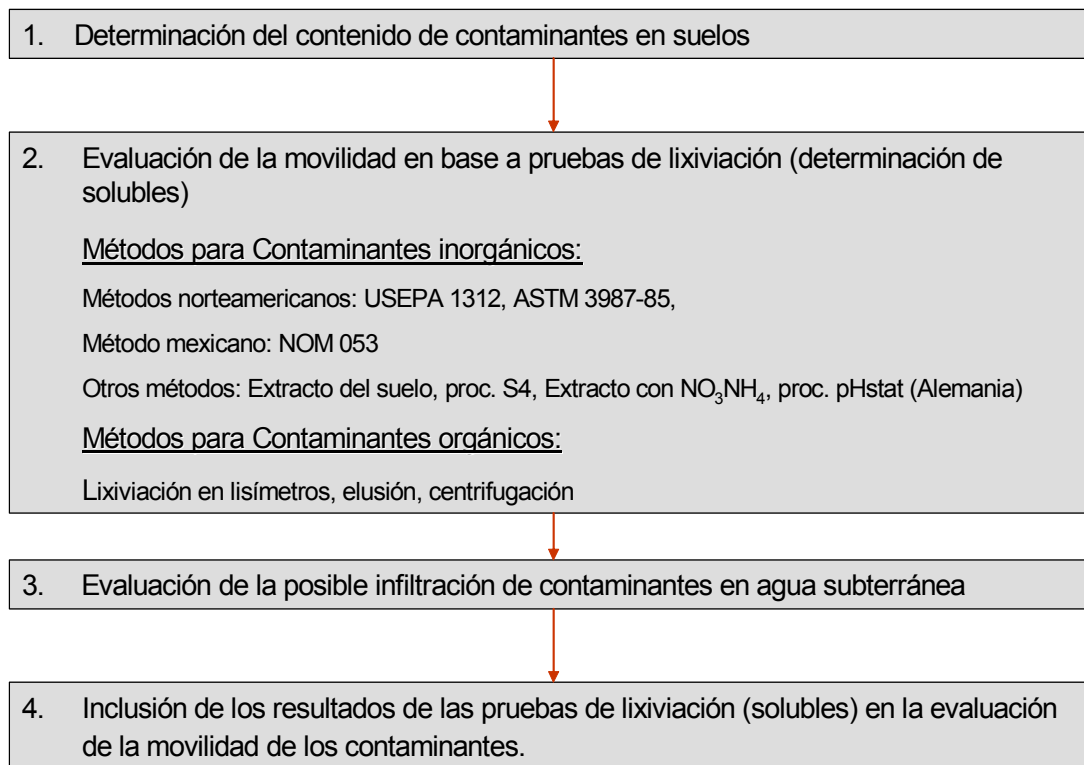 1. Determinación del contenido de contaminantes en suelos
2. Evaluación de la movilidad en base a pruebas de lixiviación (determinación de
solubles)
Métodos para Contaminantes inorgánicos:
Métodos norteamericanos: USEPA 1312, ASTM 3987-85,
Método mexicano: NOM 053
Otros métodos: Extracto del suelo, proc. S4, Extracto con NO₃NH₄, proc. pHstat (Alemania)
Métodos para Contaminantes orgánicos:
Lixiviación en lisímetros, elusión, centrifugación
3. Evaluación de la posible infiltración de contaminantes en agua subterránea
4. Inclusión de los resultados de las pruebas de lixiviación (solubles) en la evaluación
de la movilidad de los contaminantes.